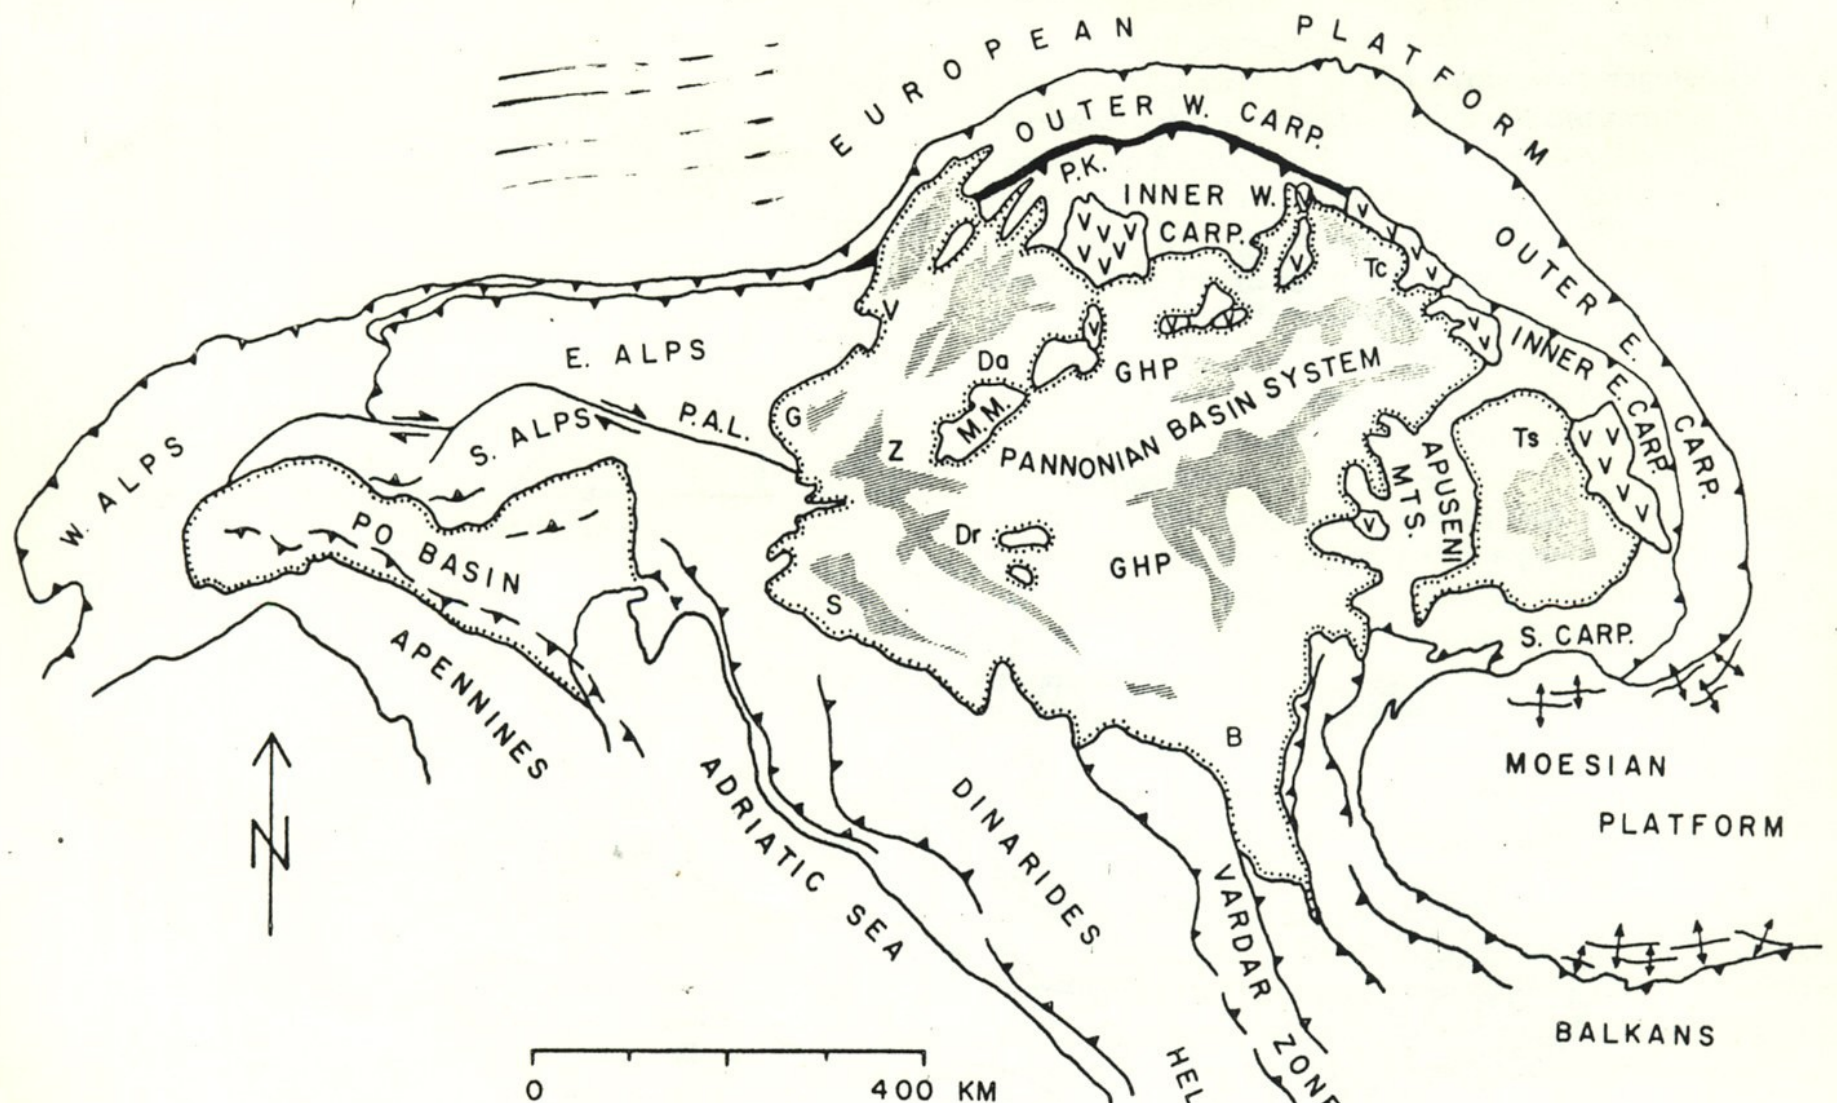 EUROPEAN PLATFORM
OUTER W. CARP.
P.K.
INNER W.
CARP.
Tc
OUTER E. CARP.
V
E. ALPS
Da
GHP
INNER E. CARP.
M.M.
PANNONIAN BASIN SYSTEM
G
P.A.L.
S. ALPS
Z
Ts
APUSENI
MTS.
W. ALPS
PO BASIN
Dr
GHP
S
S. CARP.
APENNINES
B
MOESIAN
PLATFORM
ADRIATIC SEA
DINARIDES
VARDAR ZONE
N
BALKANS
HEL
0 400 KM
V V V V V V V
V
V
V
V
V
V
V
V
V
V
V
V
V V
V
V
V
V